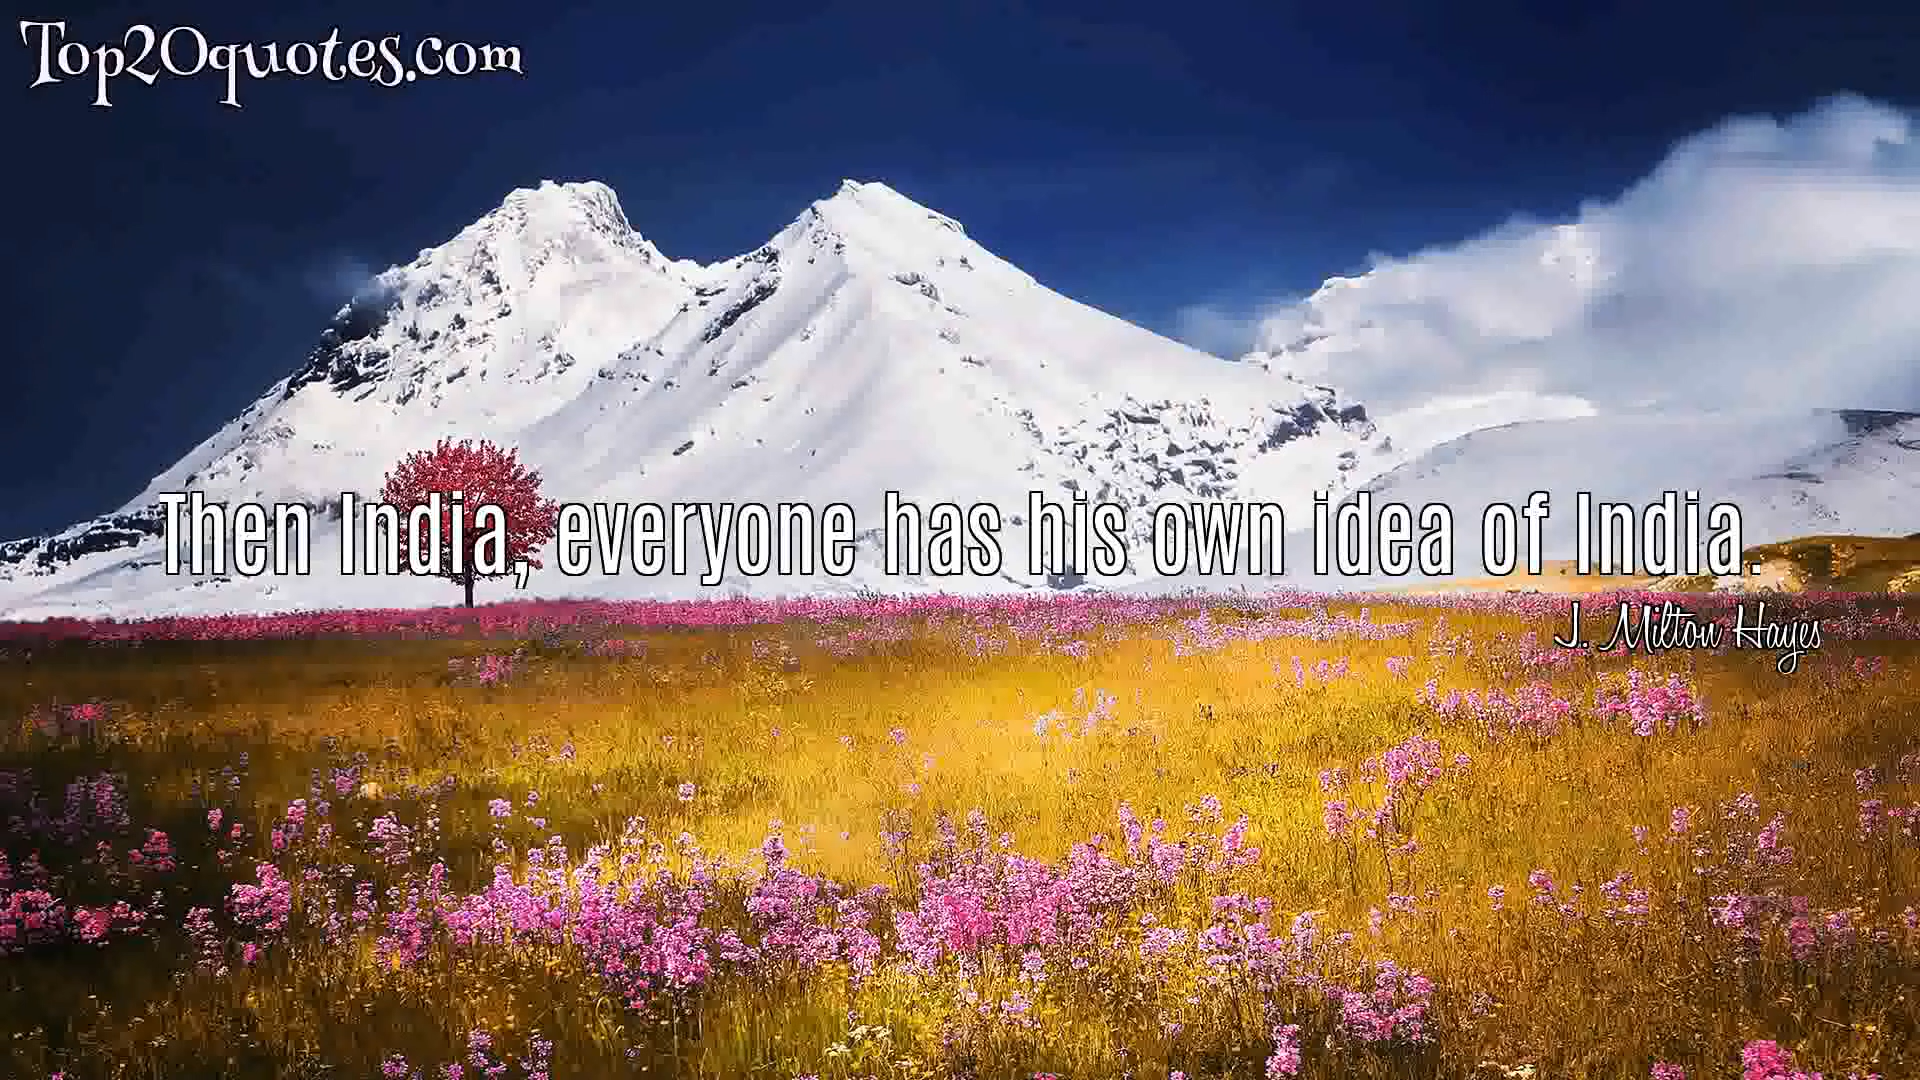 Top20quotes.com
Then India, everyone has his own idea of India.
J. Milton Hayes